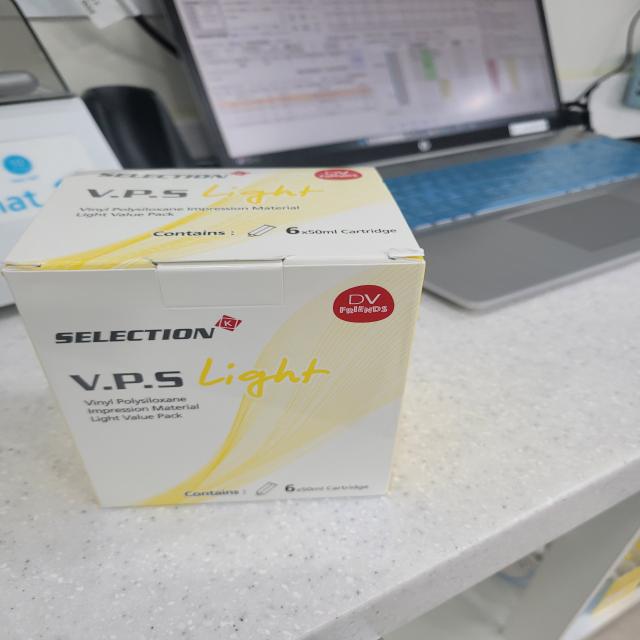 SELECTION
V.P.S Light
Vinyl Polysiloxane Impression Material
Light Value Pack
Contains : 6x50ml Cartridge
DV
FRIENDS
SELECTION K
V.P.S Light
Vinyl Polysiloxane
Impression Material
Light Value Pack
Contains : 6x50ml Cartridge